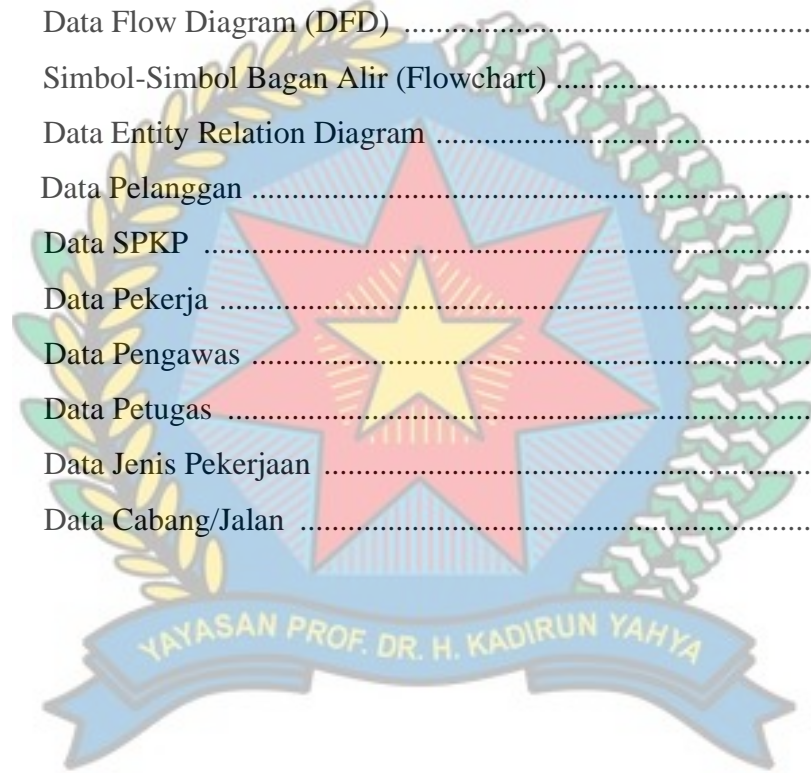 Data Flow Diagram (DFD) ....................................................
Simbol-Simbol Bagan Alir (Flowchart) ................................
Data Entity Relation Diagram ................................................
Data Pelanggan .......................................................................
Data SPKP .............................................................................
Data Pekerja ...........................................................................
Data Pengawas .......................................................................
Data Petugas ..........................................................................
Data Jenis Pekerjaan ..............................................................
Data Cabang/Jalan .................................................................
YAYASAN PROF. DR. H. KADIRUN YAHYA